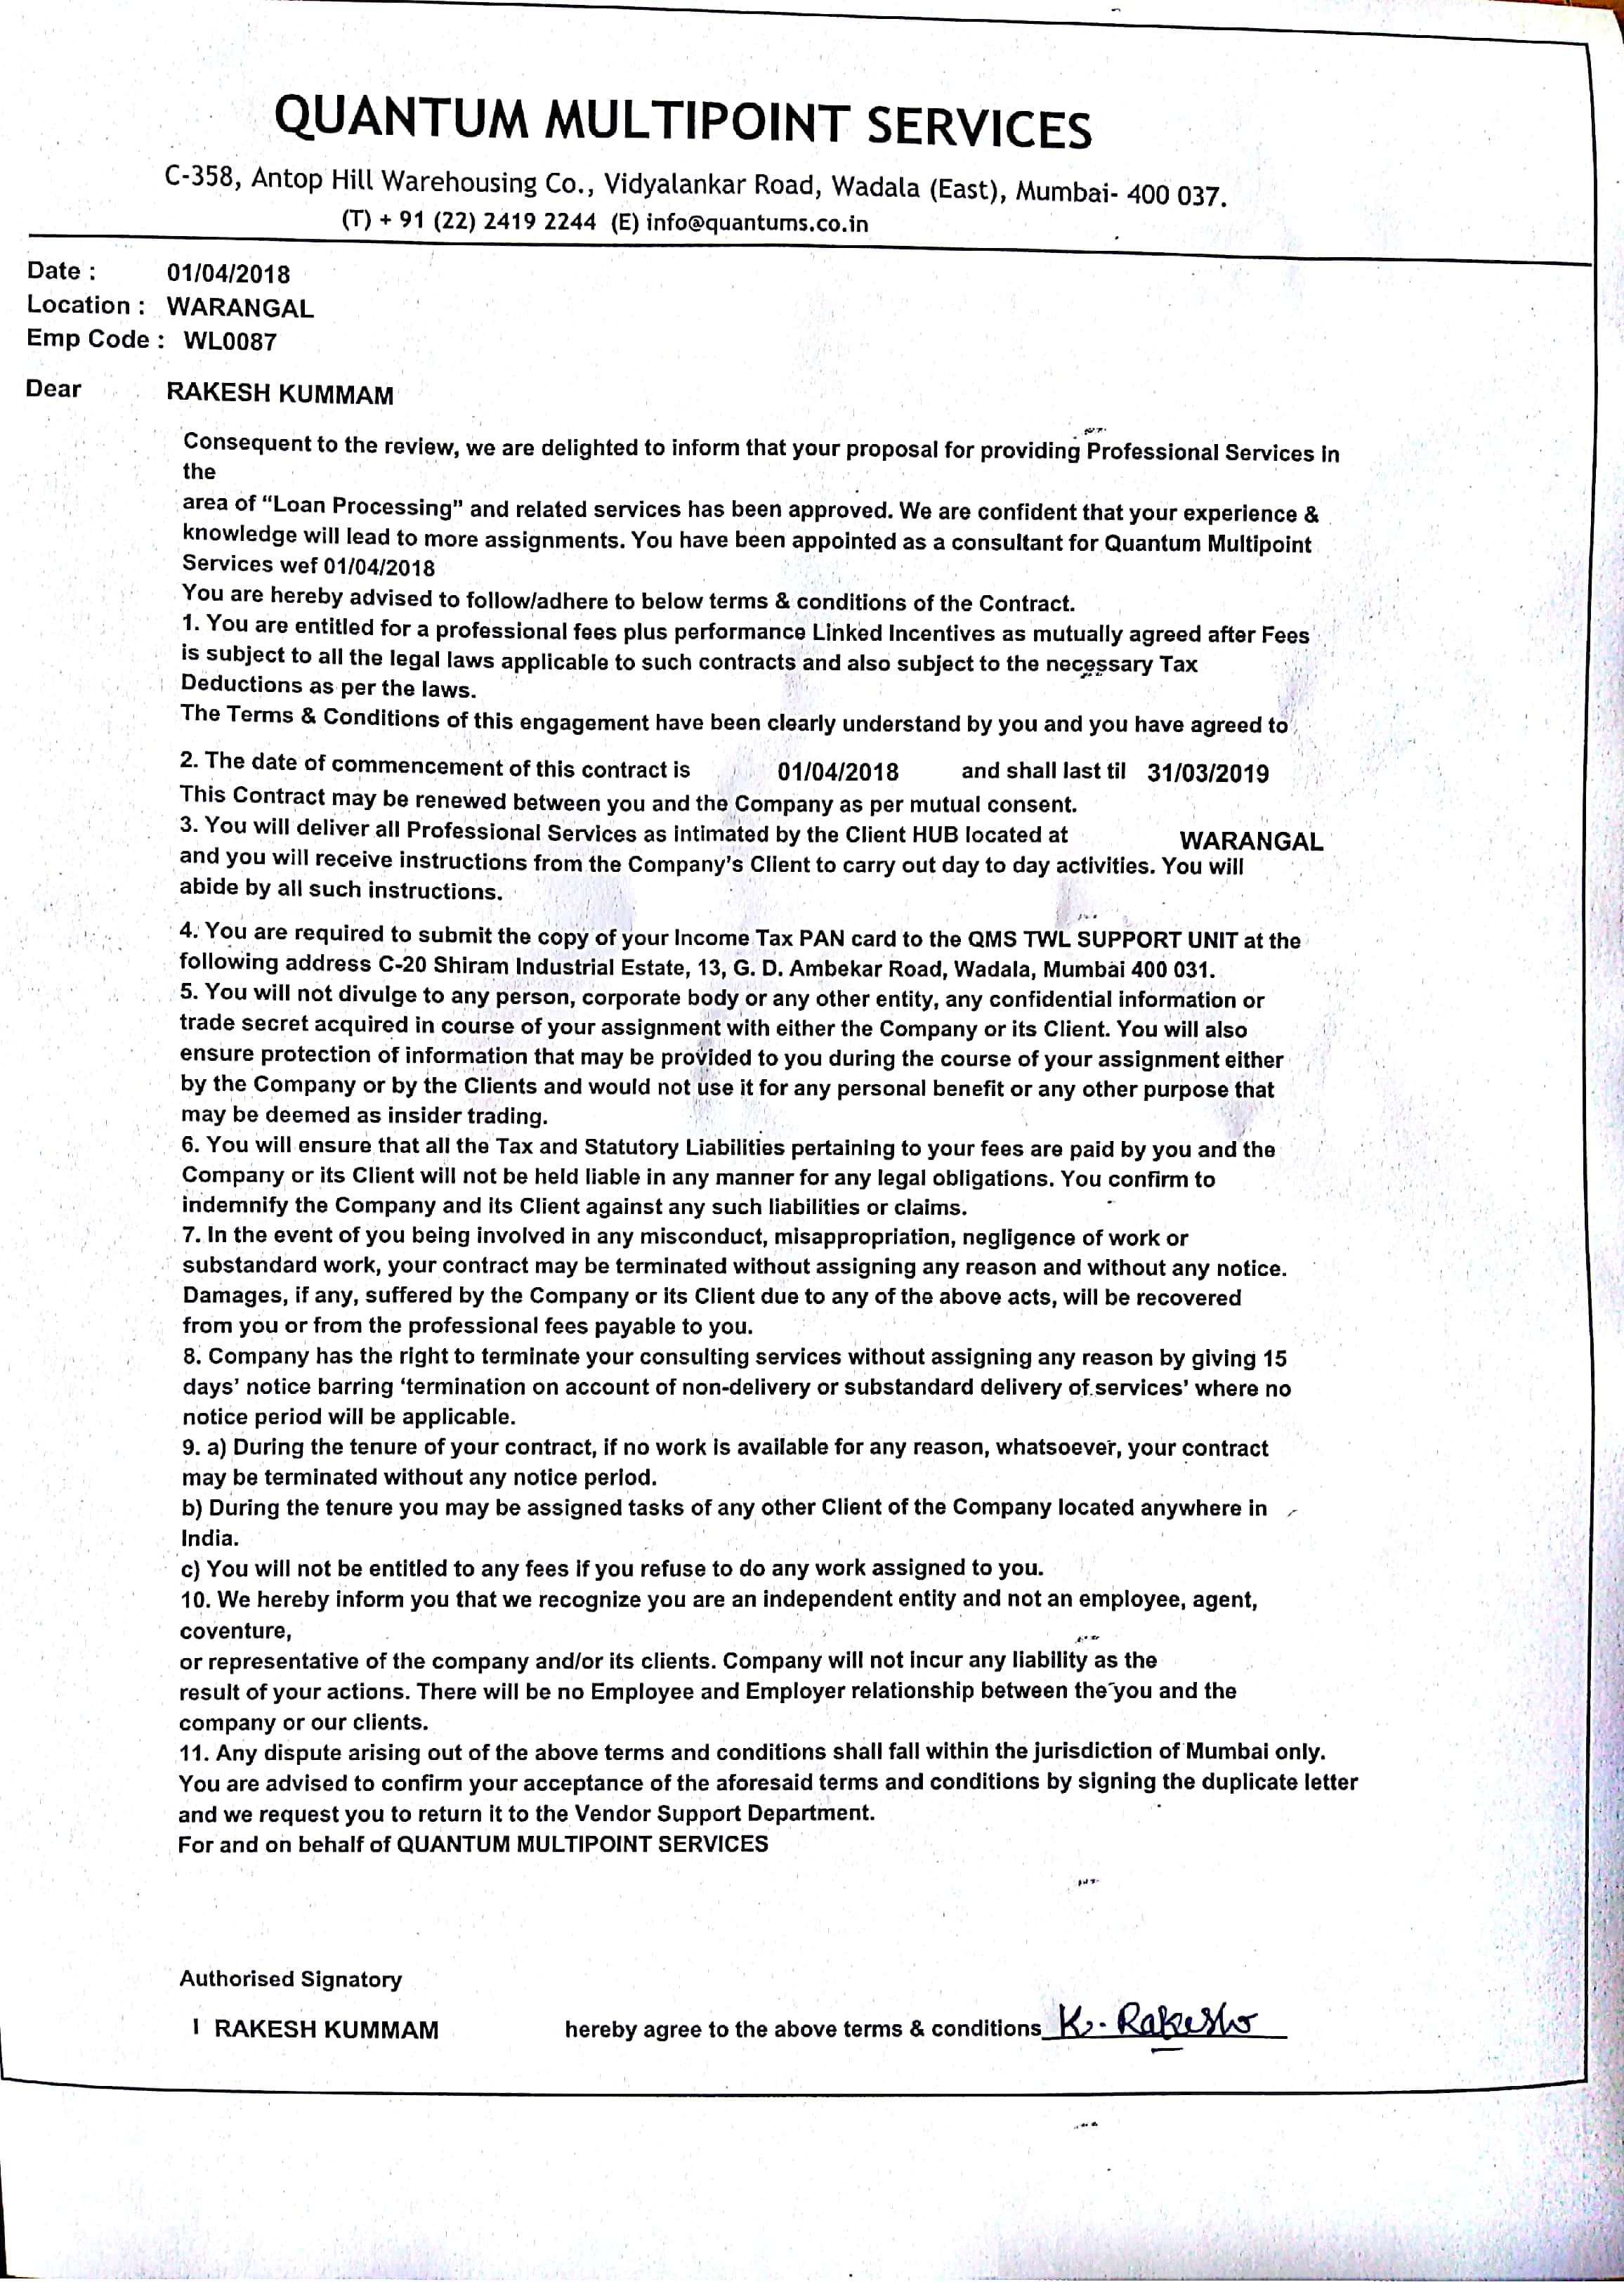 QUANTUM MULTIPOINT SERVICES
C-358, Antop Hill Warehousing Co., Vidyalankar Road, Wadala (East), Mumbai- 400 037.
(T) + 91 (22) 2419 2244 (E) info@quantums.co.in
Date : 01/04/2018
Location : WARANGAL
Emp Code : WL0087
Dear RAKESH KUMMAM
Consequent to the review, we are delighted to inform that your proposal for providing Professional Services in
the
area of “Loan Processing” and related services has been approved. We are confident that your experience &
knowledge will lead to more assignments. You have been appointed as a consultant for Quantum Multipoint
Services wef 01/04/2018
You are hereby advised to follow/adhere to below terms & conditions of the Contract.
1. You are entitled for a professional fees plus performance Linked Incentives as mutually agreed after Fees
is subject to all the legal laws applicable to such contracts and also subject to the necessary Tax
Deductions as per the laws.
The Terms & Conditions of this engagement have been clearly understand by you and you have agreed to
2. The date of commencement of this contract is 01/04/2018 and shall last til 31/03/2019
This Contract may be renewed between you and the Company as per mutual consent.
3. You will deliver all Professional Services as intimated by the Client HUB located at WARANGAL
and you will receive instructions from the Company's Client to carry out day to day activities. You will
abide by all such instructions.
4. You are required to submit the copy of your Income Tax PAN card to the QMS TWL SUPPORT UNIT at the
following address C-20 Shiram Industrial Estate, 13, G. D. Ambekar Road, Wadala, Mumbai 400 031.
5. You will not divulge to any person, corporate body or any other entity, any confidential information or
trade secret acquired in course of your assignment with either the Company or its Client. You will also
ensure protection of information that may be provided to you during the course of your assignment either
by the Company or by the Clients and would not use it for any personal benefit or any other purpose that
may be deemed as insider trading.
6. You will ensure that all the Tax and Statutory Liabilities pertaining to your fees are paid by you and the
Company or its Client will not be held liable in any manner for any legal obligations. You confirm to
indemnify the Company and its Client against any such liabilities or claims.
7. In the event of you being involved in any misconduct, misappropriation, negligence of work or
substandard work, your contract may be terminated without assigning any reason and without any notice.
Damages, if any, suffered by the Company or its Client due to any of the above acts, will be recovered
from you or from the professional fees payable to you.
8. Company has the right to terminate your consulting services without assigning any reason by giving 15
days' notice barring ‘termination on account of non-delivery or substandard delivery of services’ where no
notice period will be applicable.
9. a) During the tenure of your contract, if no work is available for any reason, whatsoever, your contract
may be terminated without any notice period.
b) During the tenure you may be assigned tasks of any other Client of the Company located anywhere in
India.
c) You will not be entitled to any fees if you refuse to do any work assigned to you.
10. We hereby inform you that we recognize you are an independent entity and not an employee, agent,
coventure,
or representative of the company and/or its clients. Company will not incur any liability as the
result of your actions. There will be no Employee and Employer relationship between the you and the
company or our clients.
11. Any dispute arising out of the above terms and conditions shall fall within the jurisdiction of Mumbai only.
You are advised to confirm your acceptance of the aforesaid terms and conditions by signing the duplicate letter
and we request you to return it to the Vendor Support Department.
For and on behalf of QUANTUM MULTIPOINT SERVICES
Authorised Signatory
I RAKESH KUMMAM hereby agree to the above terms & conditions K. Rakesh